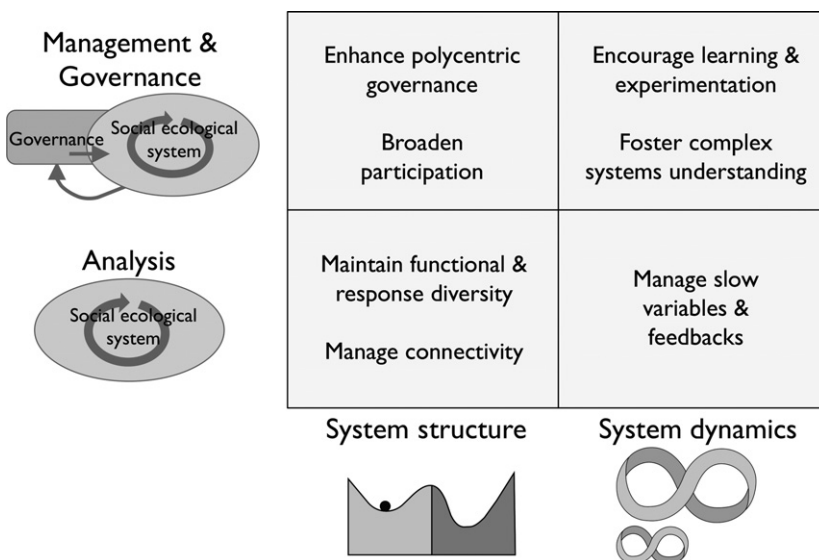 Management &
Governance
Governance
Social ecological
system
Enhance polycentric
governance
Broaden
participation
Encourage learning &
experimentation
Foster complex
systems understanding
Analysis
Social ecological
system
Maintain functional &
response diversity
Manage connectivity
Manage slow
variables &
feedbacks
System structure
System dynamics